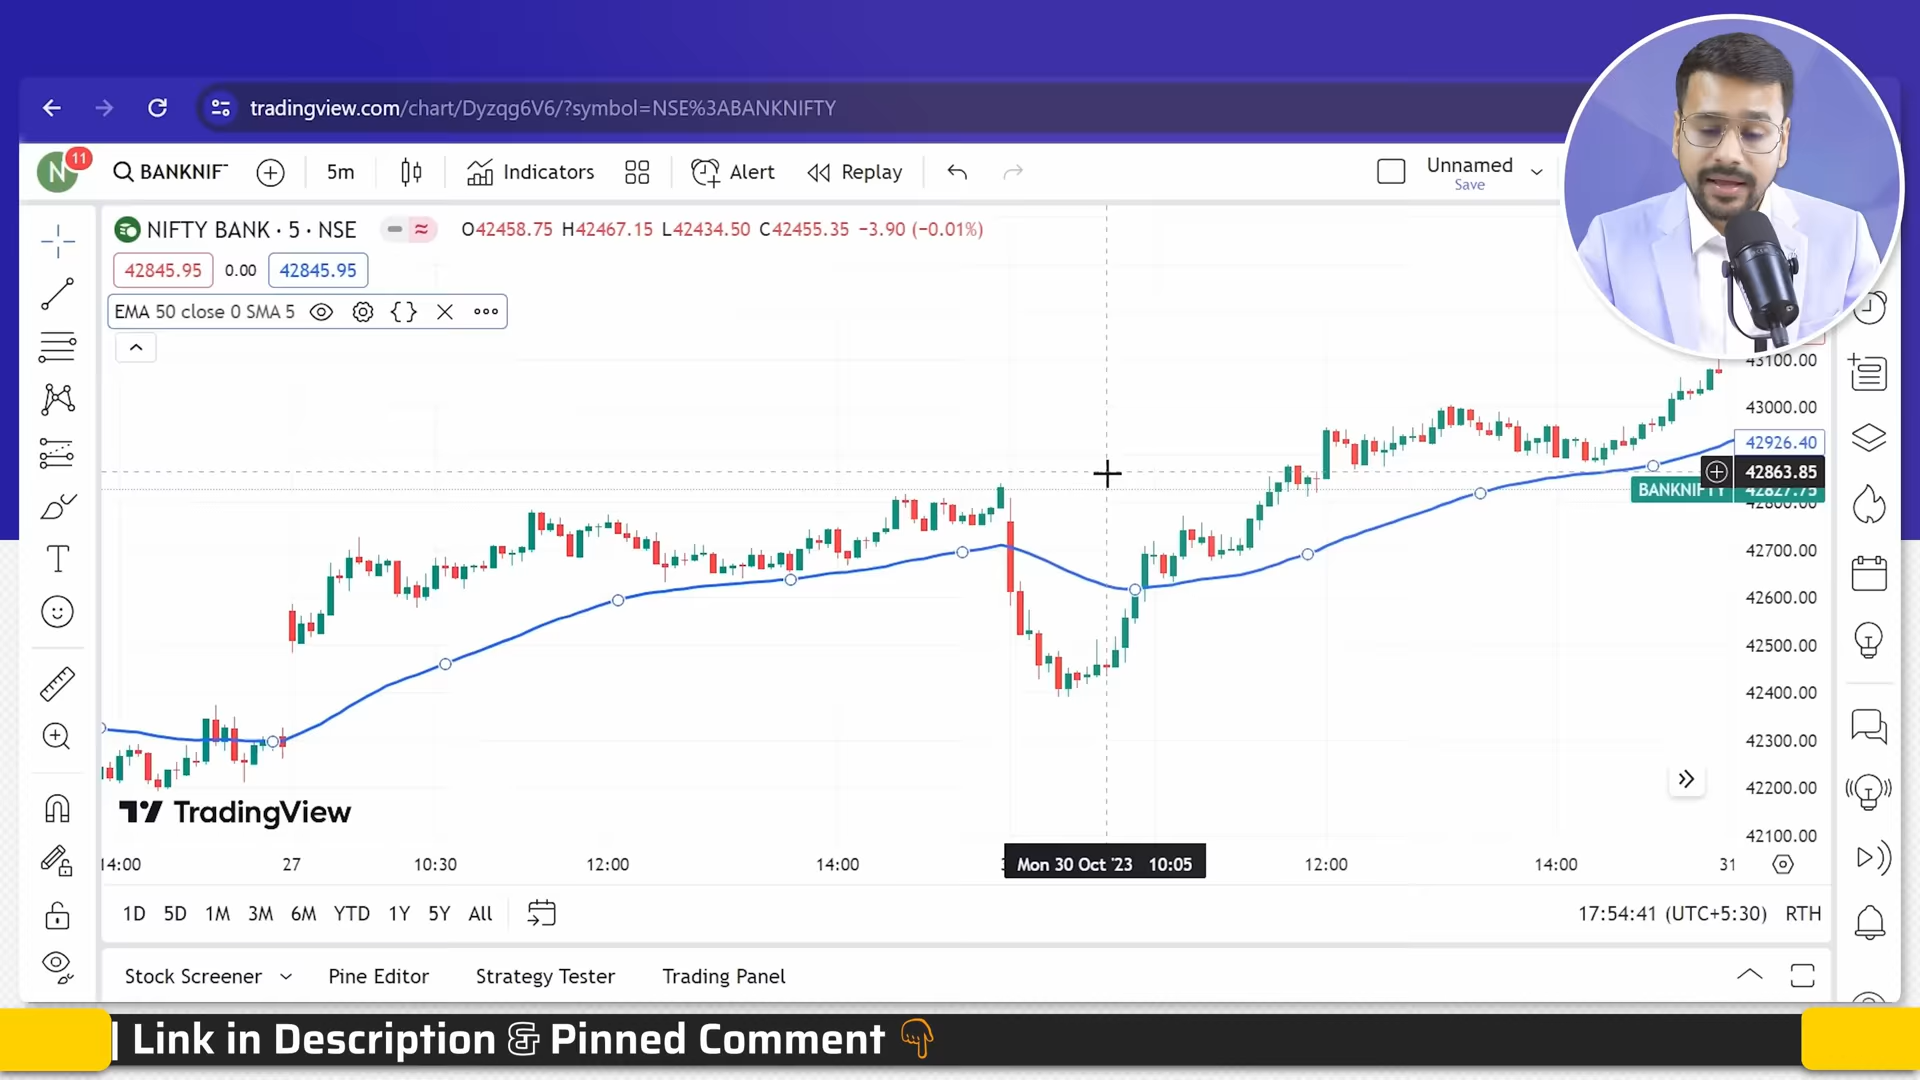 tradingview.com/chart/Dyzqg6V6/?symbol=NSE%3ABANKNIFTY
N 11 BANKNIF 5m Indicators Alert Replay Unnamed
Save
NIFTY BANK · 5 · NSE O42458.75 H42467.15 L42434.50 C42455.35 −3.90 (−0.01%)
42845.95 0.00 42845.95
EMA 50 close 0 SMA 5
43100.00
43000.00
42926.40
42863.85
BANKNIFTY 42827.75
42800.00
42700.00
42600.00
42500.00
42400.00
42300.00
42200.00
42100.00
TradingView
14:00 27 10:30 12:00 14:00 Mon 30 Oct '23 10:05 12:00 14:00 31
1D 5D 1M 3M 6M YTD 1Y 5Y All 17:54:41 (UTC+5:30) RTH
Stock Screener Pine Editor Strategy Tester Trading Panel
| Link in Description & Pinned Comment